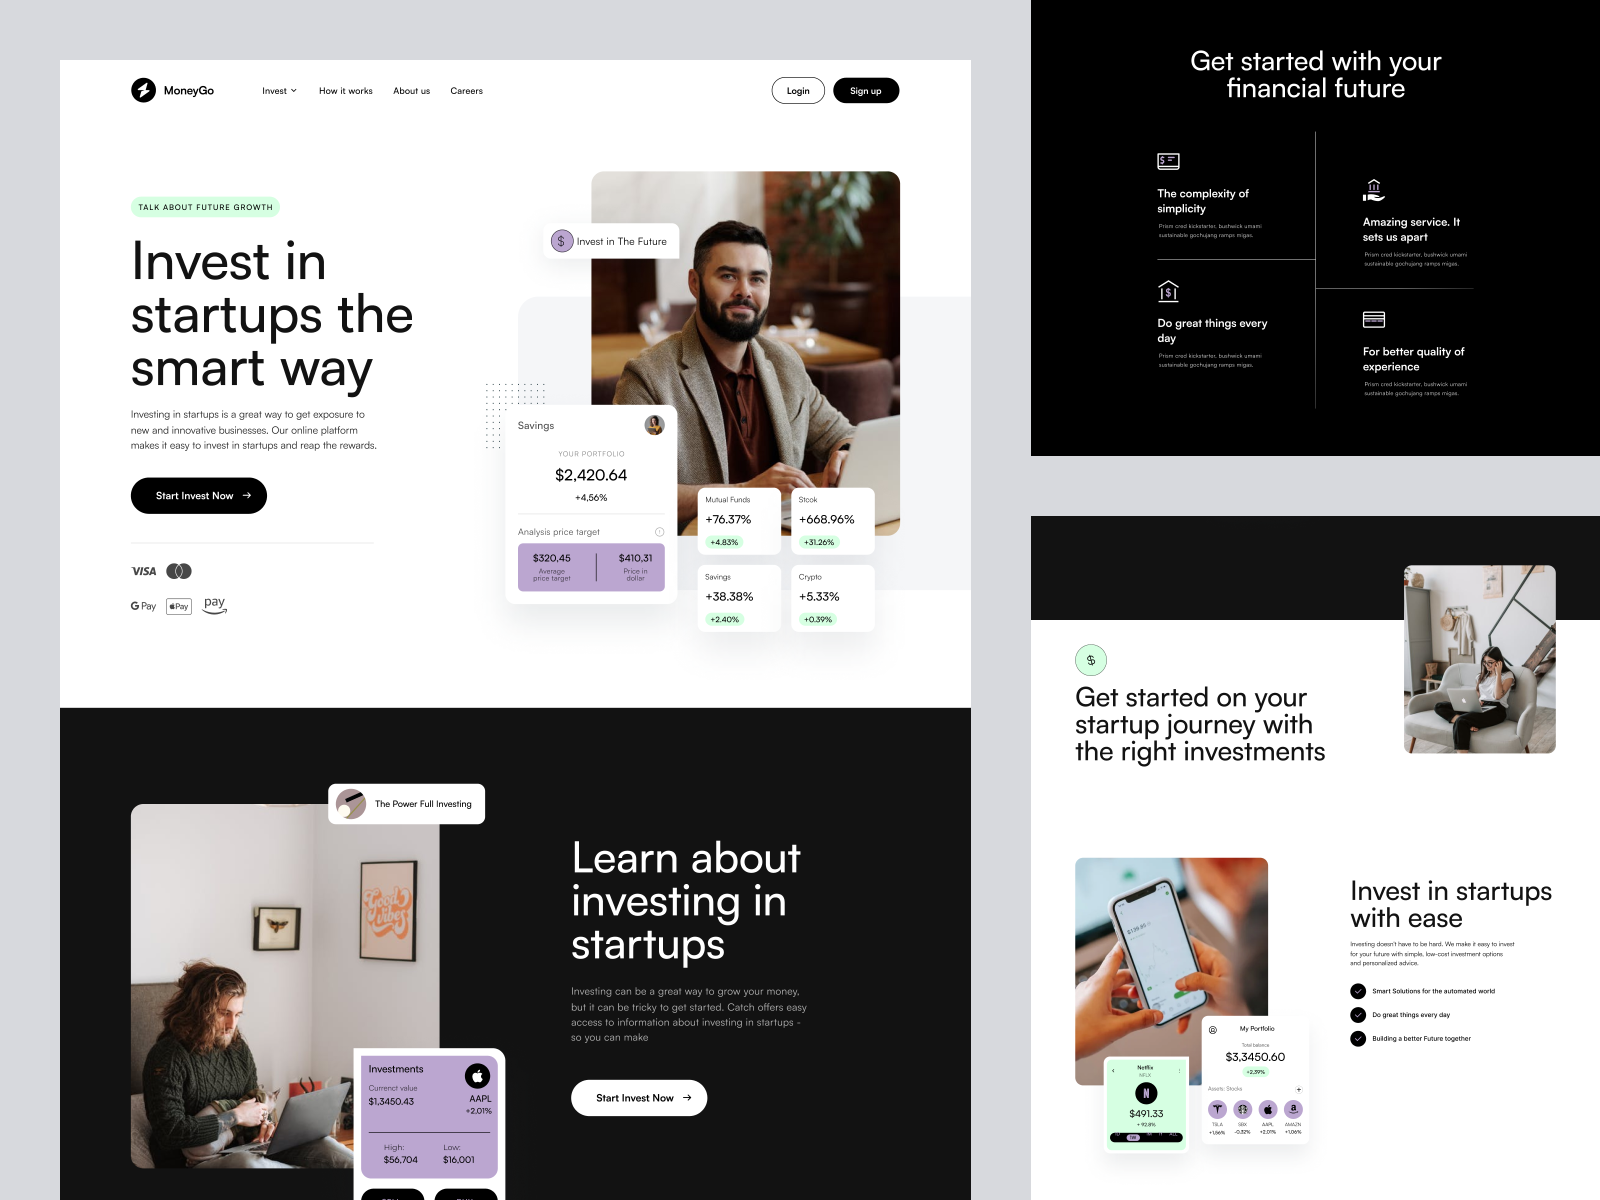 MoneyGo
Invest
How it works
About us
Careers
Login
Sign up
TALK ABOUT FUTURE GROWTH
Invest in
startups the
smart way
Investing in startups is a great way to get exposure to
new and innovative businesses. Our online platform
makes it easy to invest in startups and reap the rewards.
Start Invest Now
VISA
G Pay
Pay
pay
$ Invest in The Future
Savings
YOUR PORTFOLIO
$2,420.64
+4,56%
Analysis price target
$320,45
Average
price target
$410,31
Price in
dollar
Mutual Funds
+76.37%
+4.83%
Stcok
+668.96%
+31.26%
Savings
+38.38%
+2.40%
Crypto
+5.33%
+0.39%
The Power Full Investing
Good
vibes
Investments
Currenct value
$1,3450.43
AAPL
+2,01%
High:
$56,704
Low:
$16,001
Learn about
investing in
startups
Investing can be a great way to grow your money,
but it can be tricky to get started. Catch offers easy
access to information about investing in startups -
so you can make
Start Invest Now
Get started with your
financial future
The complexity of
simplicity
Prism cred kickstarter, bushwick umami
sustainable gochujang ramps migas.
Amazing service. It
sets us apart
Prism cred kickstarter, bushwick umami
sustainable gochujang ramps migas.
Do great things every
day
Prism cred kickstarter, bushwick umami
sustainable gochujang ramps migas.
For better quality of
experience
Prism cred kickstarter, bushwick umami
sustainable gochujang ramps migas.
Get started on your
startup journey with
the right investments
Netflix
NFLX
N
$491.33
+ 92.8%
My Portfolio
Total balance
$3,3450.60
+2,39%
Assets: Stocks
TSLA
+1,56%
SBX
-0,32%
AAPL
+2,01%
AMAZN
+1,06%
Invest in startups
with ease
Investing doesn't have to be hard. We make it easy to invest
for your future with simple, low-cost investment options
and personalized advice.
Smart Solutions for the automated world
Do great things every day
Building a better Future together